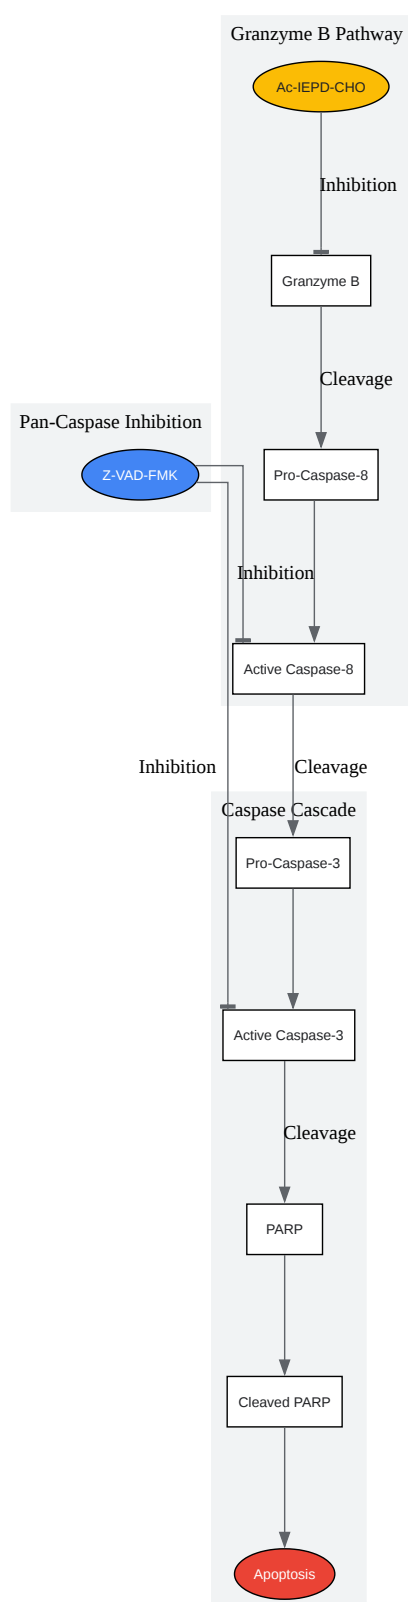 Granzyme B Pathway
Ac-IEPD-CHO
Inhibition
Granzyme B
Cleavage
Pan-Caspase Inhibition
Z-VAD-FMK
Pro-Caspase-8
Inhibition
Active Caspase-8
Inhibition
Cleavage
Caspase Cascade
Pro-Caspase-3
Active Caspase-3
Cleavage
PARP
Cleaved PARP
Apoptosis